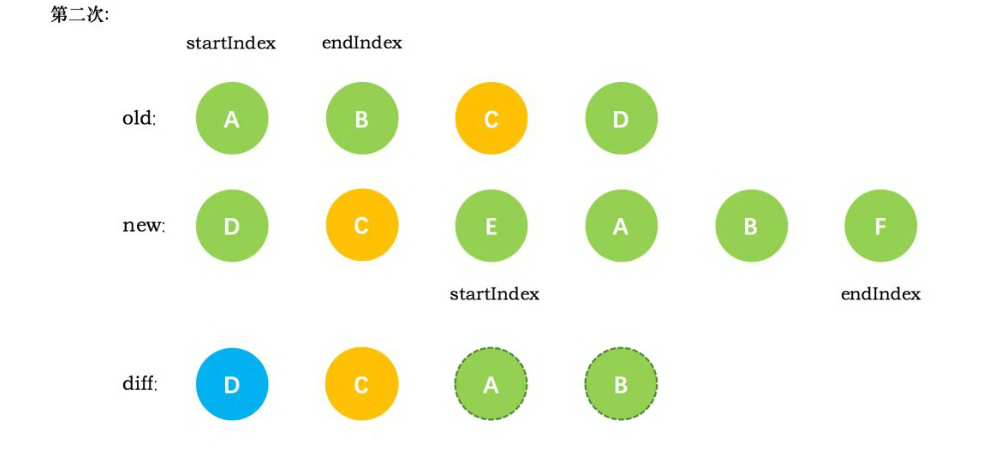 第二次:
startIndex endIndex
old: A B C D
new: D C E A B F
startIndex endIndex
diff: D C A B